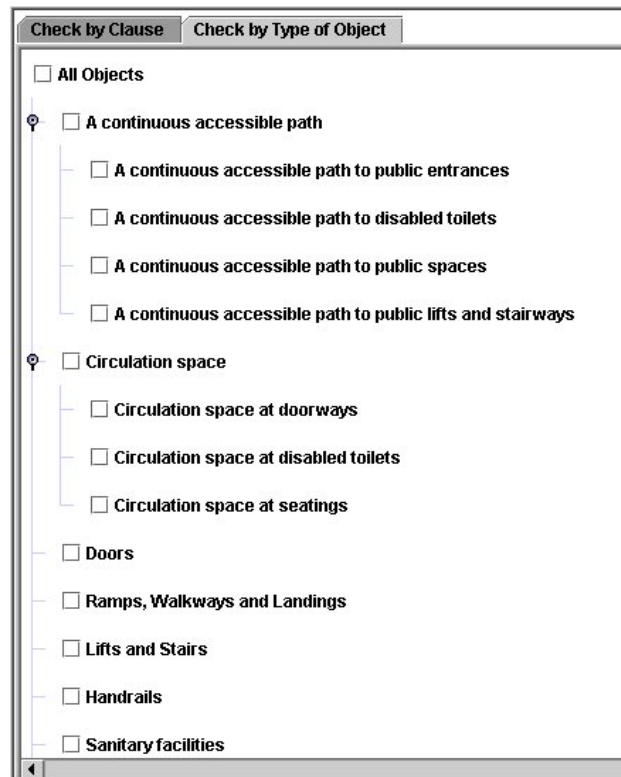 Check by Clause
Check by Type of Object
All Objects
A continuous accessible path
A continuous accessible path to public entrances
A continuous accessible path to disabled toilets
A continuous accessible path to public spaces
A continuous accessible path to public lifts and stairways
Circulation space
Circulation space at doorways
Circulation space at disabled toilets
Circulation space at seatings
Doors
Ramps, Walkways and Landings
Lifts and Stairs
Handrails
Sanitary facilities